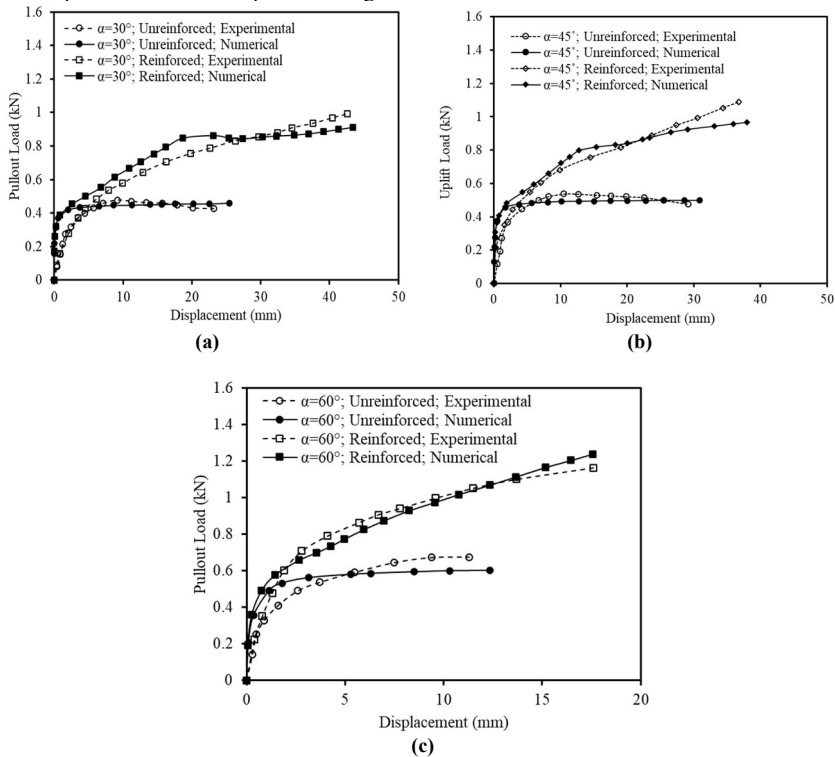 1.6
1.4
1.2
1
0.8
0.6
0.4
0.2
0
Pullout Load (kN)
α=30°; Unreinforced; Experimental
α=30°; Unreinforced; Numerical
α=30°; Reinforced; Experimental
α=30°; Reinforced; Numerical
0 10 20 30 40 50
Displacement (mm)
(a)
1.6
1.4
1.2
1
0.8
0.6
0.4
0.2
0
Uplift Load (kN)
α=45˚; Unreinforced; Experimental
α=45˚; Unreinforced; Numerical
α=45˚; Reinforced; Experimental
α=45˚; Reinforced; Numerical
0 10 20 30 40 50
Displacement (mm)
(b)
1.6
1.4
1.2
1
0.8
0.6
0.4
0.2
0
Pullout Load (kN)
α=60°; Unreinforced; Experimental
α=60°; Unreinforced; Numerical
α=60°; Reinforced; Experimental
α=60°; Reinforced; Numerical
0 5 10 15 20
Displacement (mm)
(c)